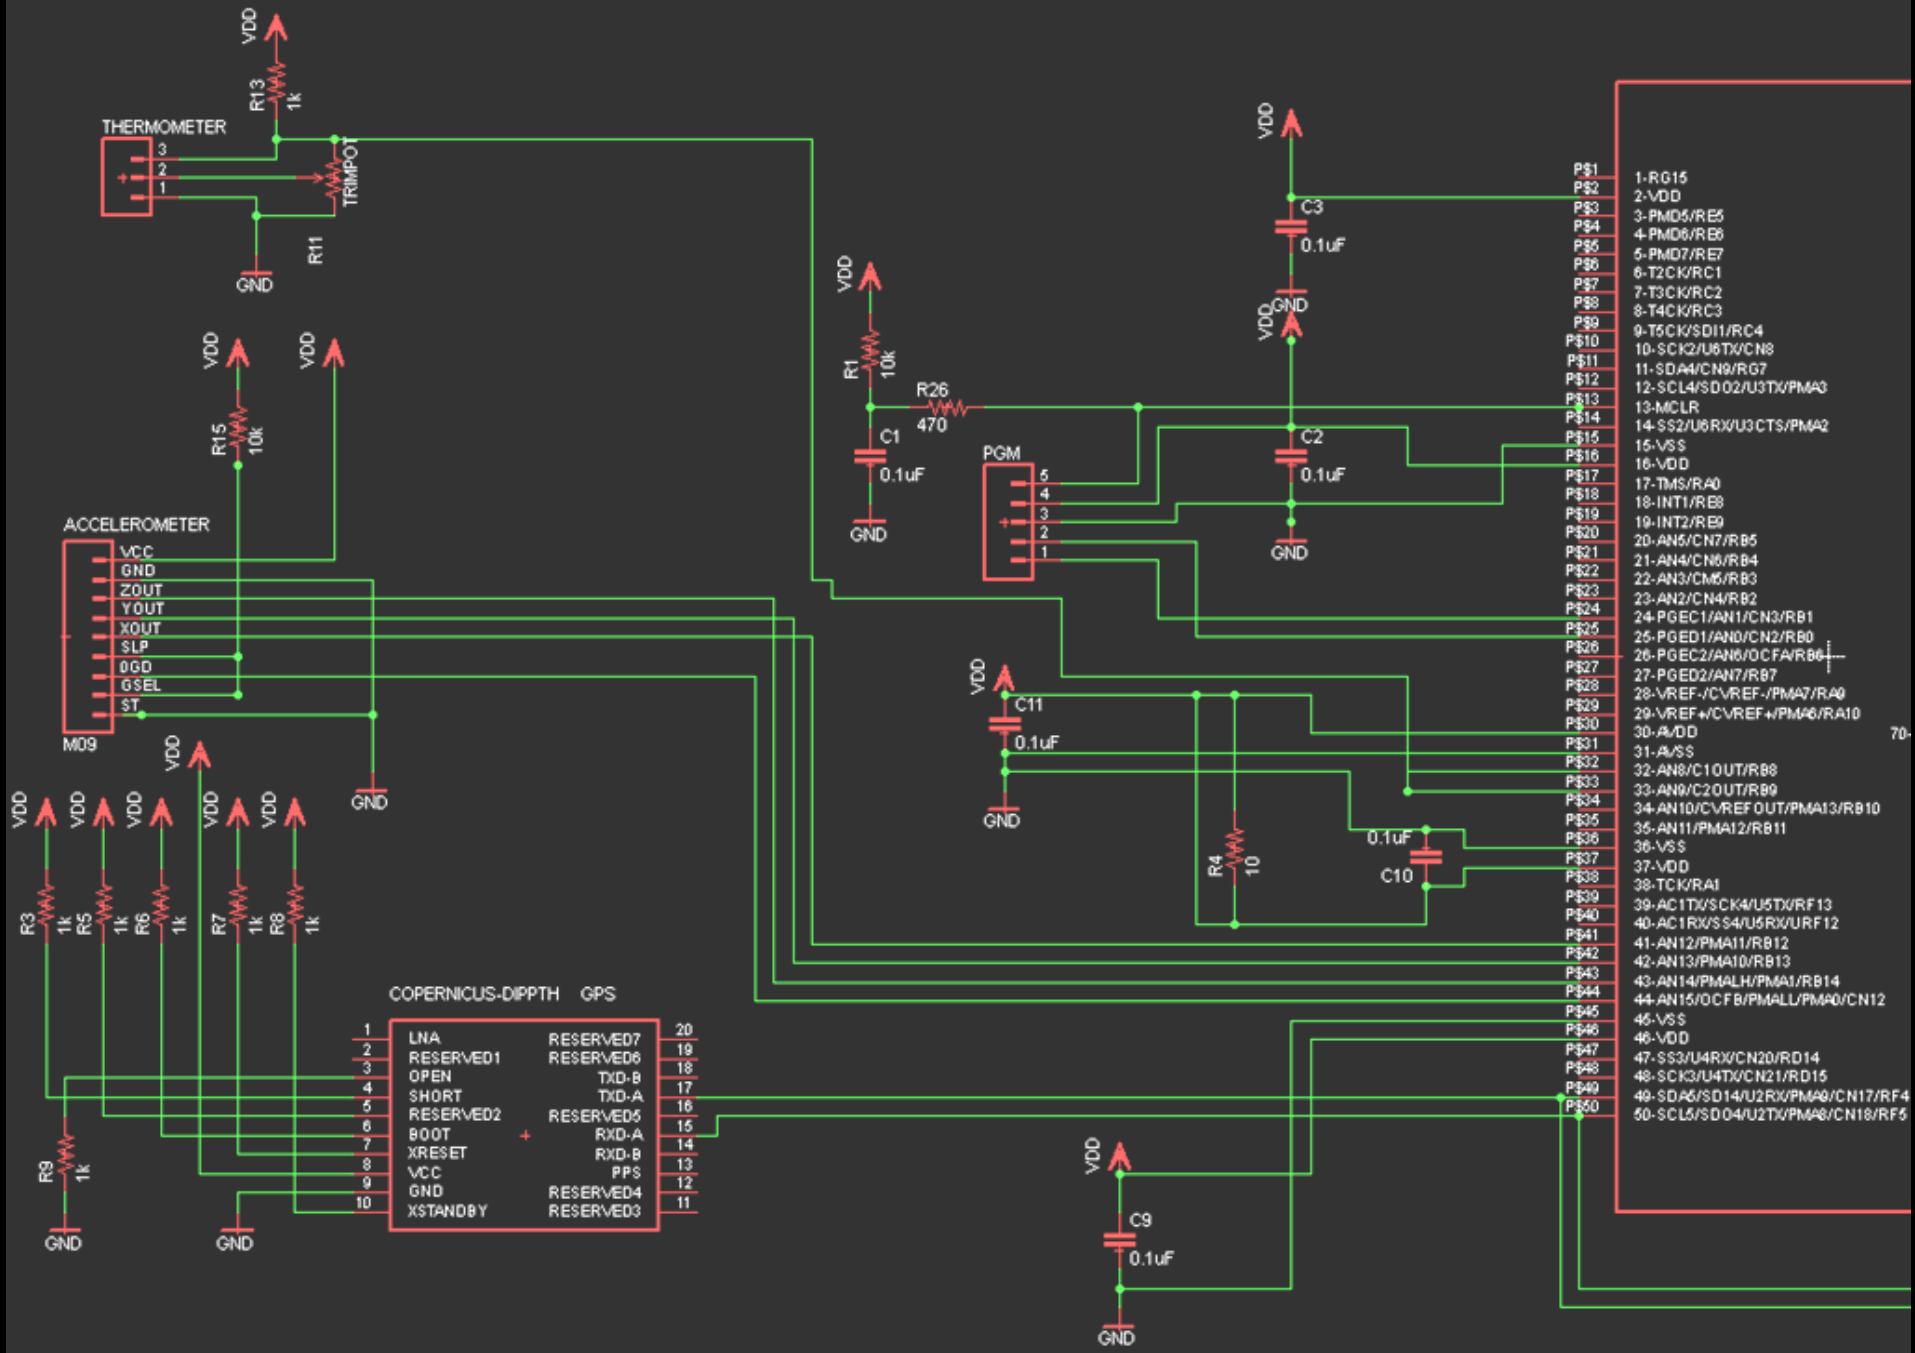 VDD
R13
1k
THERMOMETER
3
2
1
TRIMPOT
R11
GND
VDD
VDD
R15
10k
ACCELEROMETER
VCC
GND
ZOUT
YOUT
XOUT
SLP
0GD
GSEL
ST
M09
GND
VDD
VDD
VDD
VDD
VDD
VDD
R3
1k
R5
1k
R6
1k
R7
1k
R8
1k
R9
1k
GND
GND
COPERNICUS-DIPPTH GPS
1
2
3
4
5
6
7
8
9
10
LNA
RESERVED1
OPEN
SHORT
RESERVED2
BOOT
XRESET
VCC
GND
XSTANDBY
RESERVED7
RESERVED6
TXD-B
TXD-A
RESERVED5
RXD-A
RXD-B
PPS
RESERVED4
RESERVED3
20
19
18
17
16
15
14
13
12
11
VDD
R1
10k
R26
470
C1
0.1uF
GND
PGM
5
4
3
2
1
VDD
C3
0.1uF
GND
VDD
C2
0.1uF
GND
VDD
C11
0.1uF
GND
R4
10
0.1uF
C10
VDD
C9
0.1uF
GND
P$1
P$2
P$3
P$4
P$5
P$6
P$7
P$8
P$9
P$10
P$11
P$12
P$13
P$14
P$15
P$16
P$17
P$18
P$19
P$20
P$21
P$22
P$23
P$24
P$25
P$26
P$27
P$28
P$29
P$30
P$31
P$32
P$33
P$34
P$35
P$36
P$37
P$38
P$39
P$40
P$41
P$42
P$43
P$44
P$45
P$46
P$47
P$48
P$49
P$50
1-RG15
2-VDD
3-PMD5/RE5
4-PMD6/RE6
5-PMD7/RE7
6-T2CK/RC1
7-T3CK/RC2
8-T4CK/RC3
9-T5CK/SDI1/RC4
10-SCK2/U6TX/CN8
11-SDA4/CN9/RG7
12-SCL4/SDO2/U3TX/PMA3
13-MCLR
14-SS2/U6RX/U3CTS/PMA2
15-VSS
16-VDD
17-TMS/RA0
18-INT1/RE8
19-INT2/RE9
20-AN5/CN7/RB5
21-AN4/CN6/RB4
22-AN3/CM5/RB3
23-AN2/CN4/RB2
24-PGEC1/AN1/CN3/RB1
25-PGED1/AN0/CN2/RB0
26-PGEC2/AN6/OCFA/RB6
27-PGED2/AN7/RB7
28-VREF-/CVREF-/PMA7/RA9
29-VREF+/CVREF+/PMA6/RA10
30-AVDD
31-AVSS
32-AN8/C1OUT/RB8
33-AN9/C2OUT/RB9
34-AN10/CVREFOUT/PMA13/RB10
35-AN11/PMA12/RB11
36-VSS
37-VDD
38-TCK/RA1
39-AC1TX/SCK4/U5TX/RF13
40-AC1RX/SS4/U5RX/URF12
41-AN12/PMA11/RB12
42-AN13/PMA10/RB13
43-AN14/PMALH/PMA1/RB14
44-AN15/OCFB/PMALL/PMA0/CN12
45-VSS
46-VDD
47-SS3/U4RX/CN20/RD14
48-SCK3/U4TX/CN21/RD15
49-SDA5/SD14/U2RX/PMA9/CN17/RF4
50-SCL5/SDO4/U2TX/PMA8/CN18/RF5
70-